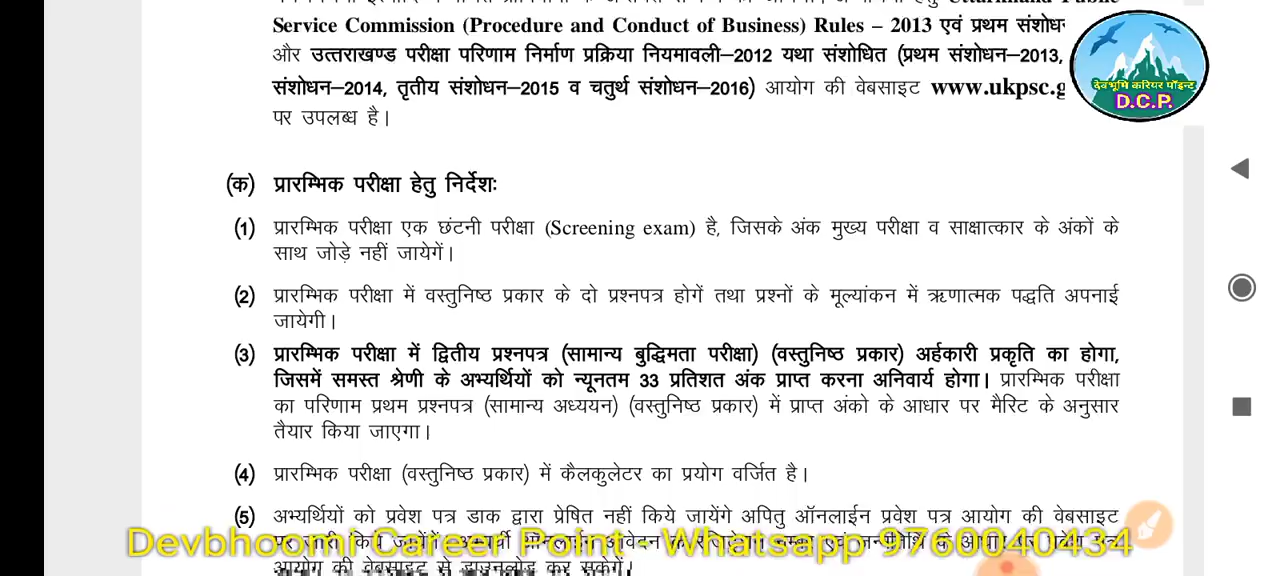 Service Commission (Procedure and Conduct of Business) Rules – 2013 एवं प्रथम
और उत्तराखण्ड परीक्षा परिणाम निर्माण प्रक्रिया नियमावली–2012 यथा संशोधित (प्रथम संशोधन–2013,
संशोधन–2014, तृतीय संशोधन–2015 व चतुर्थ संशोधन–2016) आयोग की वेबसाइट www.ukpsc.g
पर उपलब्ध है।
देवभूमि करियर पॉइन्ट
D.C.P.
(क) प्रारम्भिक परीक्षा हेतु निर्देशः
(1) प्रारम्भिक परीक्षा एक छंटनी परीक्षा (Screening exam) है, जिसके अंक मुख्य परीक्षा व साक्षात्कार के अंकों के
साथ जोड़े नहीं जायेगें।
(2) प्रारम्भिक परीक्षा में वस्तुनिष्ठ प्रकार के दो प्रश्नपत्र होगें तथा प्रश्नों के मूल्यांकन में ऋणात्मक पद्धति अपनाई
जायेगी।
(3) प्रारम्भिक परीक्षा में द्वितीय प्रश्नपत्र (सामान्य बुद्धिमता परीक्षा) (वस्तुनिष्ठ प्रकार) अर्हकारी प्रकृति का होगा,
जिसमें समस्त श्रेणी के अभ्यर्थियों को न्यूनतम 33 प्रतिशत अंक प्राप्त करना अनिवार्य होगा। प्रारम्भिक परीक्षा
का परिणाम प्रथम प्रश्नपत्र (सामान्य अध्ययन) (वस्तुनिष्ठ प्रकार) में प्राप्त अंको के आधार पर मैरिट के अनुसार
तैयार किया जाएगा।
(4) प्रारम्भिक परीक्षा (वस्तुनिष्ठ प्रकार) में कैलकुलेटर का प्रयोग वर्जित है।
(5) अभ्यर्थियों को प्रवेश पत्र डाक द्वारा प्रेषित नहीं किये जायेंगे अपितु ऑनलाईन प्रवेश पत्र आयोग की वेबसाइट
Devbhoomi Career Point - Whatsapp 9760040434
आयोग की वेबसाइट से डाउनलोड कर सकेगें।